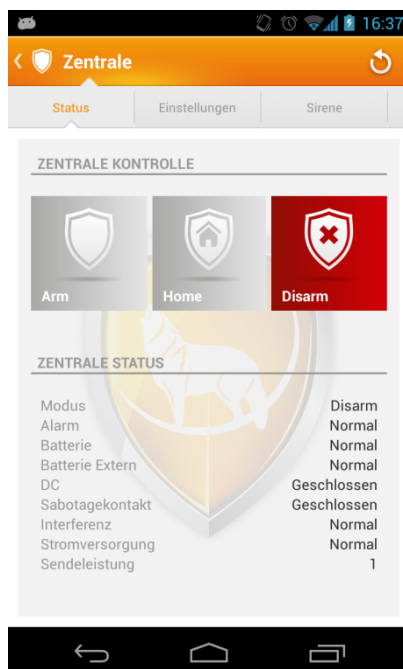 16:37
Zentrale
Status Einstellungen Sirene
ZENTRALE KONTROLLE
Arm Home Disarm
ZENTRALE STATUS
Modus Disarm
Alarm Normal
Batterie Normal
Batterie Extern Normal
DC Geschlossen
Sabotagekontakt Geschlossen
Interferenz Normal
Stromversorgung Normal
Sendeleistung 1